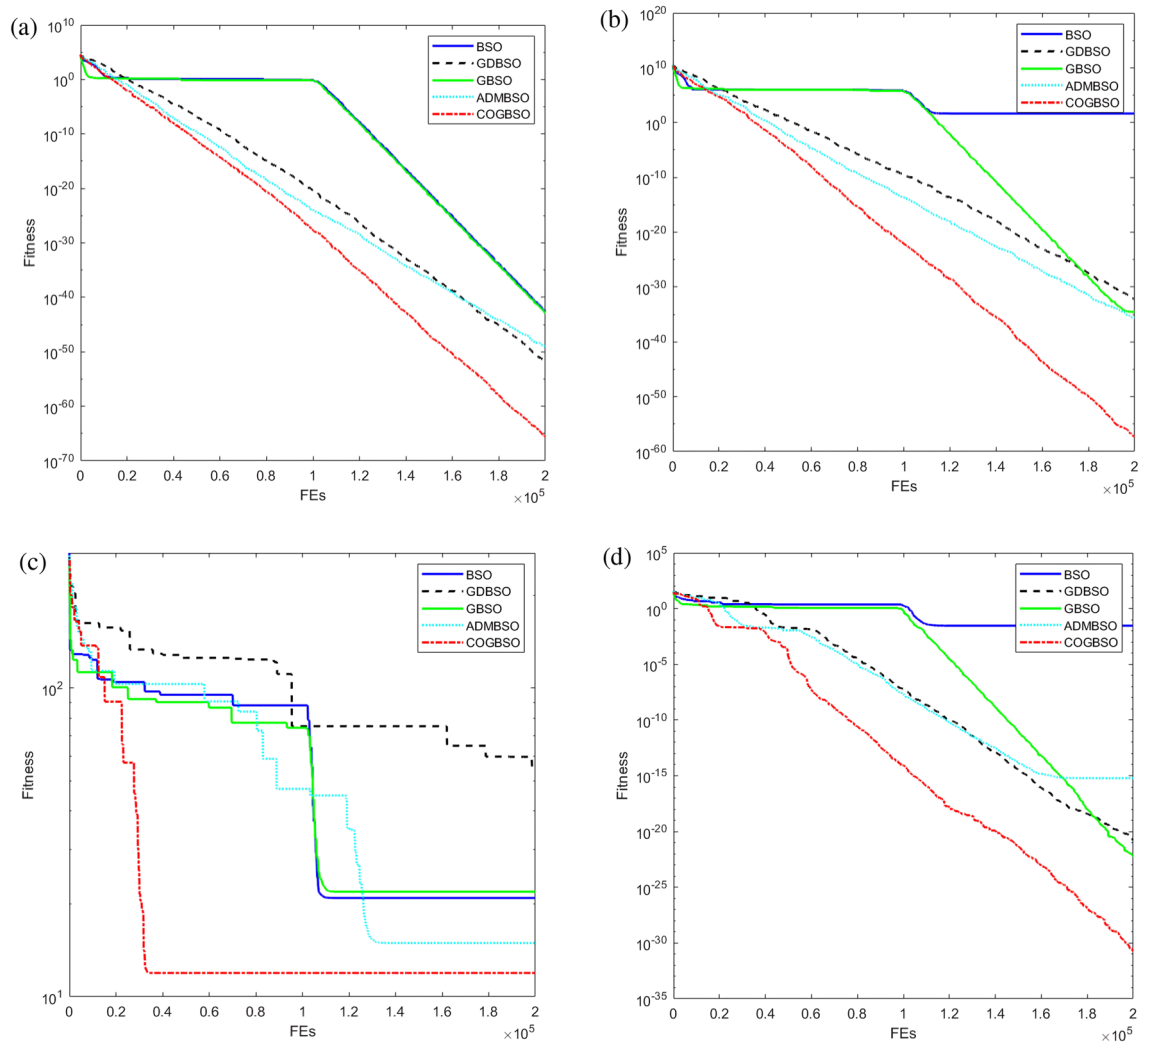 (a)
10^10
10^0
10^-10
10^-20
10^-30
10^-40
10^-50
10^-60
10^-70
Fitness
BSO
GDBSO
GBSO
ADMBSO
COGBSO
0 0.2 0.4 0.6 0.8 1 1.2 1.4 1.6 1.8 2
FEs
×10^5
(b)
10^20
10^10
10^0
10^-10
10^-20
10^-30
10^-40
10^-50
10^-60
Fitness
BSO
GDBSO
GBSO
ADMBSO
COGBSO
0 0.2 0.4 0.6 0.8 1 1.2 1.4 1.6 1.8 2
FEs
×10^5
(c)
10^2
10^1
Fitness
BSO
GDBSO
GBSO
ADMBSO
COGBSO
0 0.2 0.4 0.6 0.8 1 1.2 1.4 1.6 1.8 2
FEs
×10^5
(d)
10^5
10^0
10^-5
10^-10
10^-15
10^-20
10^-25
10^-30
10^-35
Fitness
BSO
GDBSO
GBSO
ADMBSO
COGBSO
0 0.2 0.4 0.6 0.8 1 1.2 1.4 1.6 1.8 2
FEs
×10^5